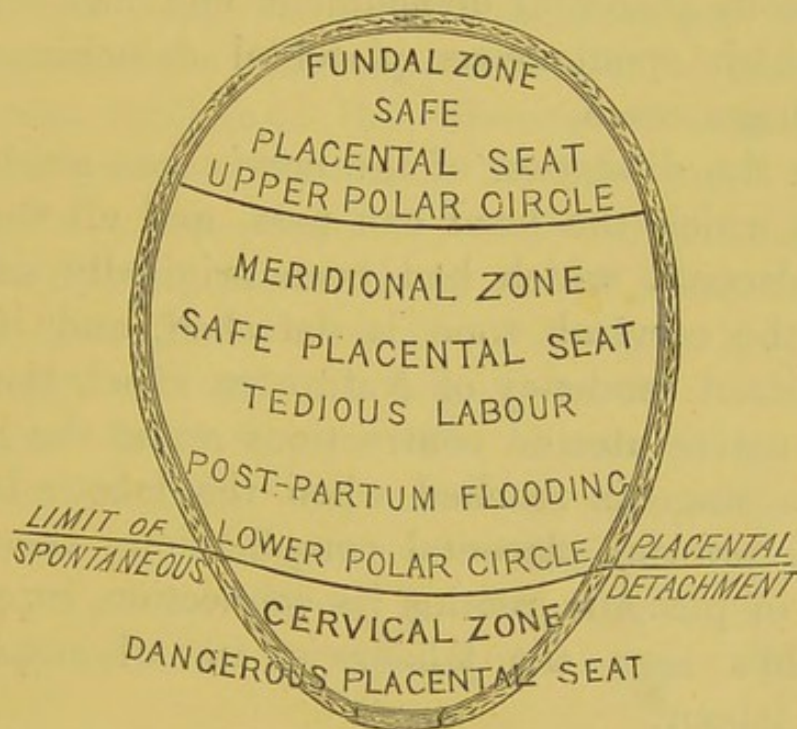 FUNDAL ZONE
SAFE
PLACENTAL SEAT
UPPER POLAR CIRCLE
MERIDIONAL ZONE
SAFE PLACENTAL SEAT
TEDIOUS LABOUR
POST-PARTUM FLOODING
LIMIT OF
SPONTANEOUS
LOWER POLAR CIRCLE
PLACENTAL
DETACHMENT
CERVICAL ZONE
DANGEROUS PLACENTAL SEAT